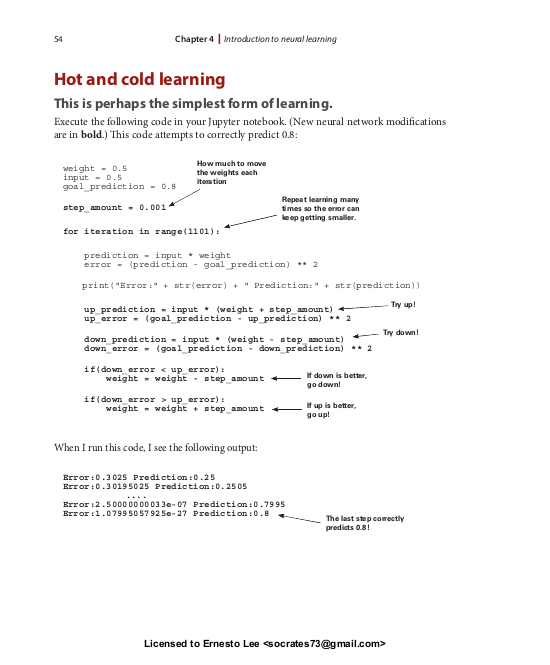 54
Chapter 4 | Introduction to neural learning
Hot and cold learning
This is perhaps the simplest form of learning.
Execute the following code in your Jupyter notebook. (New neural network modifications
are in bold.) This code attempts to correctly predict 0.8:
weight = 0.5
input = 0.5
goal_prediction = 0.8
How much to move
the weights each
iteration
step_amount = 0.001
Repeat learning many
times so the error can
keep getting smaller.
for iteration in range(1101):
prediction = input * weight
error = (prediction - goal_prediction) ** 2
print("Error:" + str(error) + " Prediction:" + str(prediction))
up_prediction = input * (weight + step_amount)
Try up!
up_error = (goal_prediction - up_prediction) ** 2
down_prediction = input * (weight - step_amount)
Try down!
down_error = (goal_prediction - down_prediction) ** 2
if(down_error < up_error):
weight = weight - step_amount
If down is better,
go down!
if(down_error > up_error):
weight = weight + step_amount
If up is better,
go up!
When I run this code, I see the following output:
Error:0.3025 Prediction:0.25
Error:0.30195025 Prediction:0.2505
....
Error:2.50000000033e-07 Prediction:0.7995
Error:1.07995057925e-27 Prediction:0.8
The last step correctly
predicts 0.8!
Licensed to Ernesto Lee <socrates73@gmail.com>